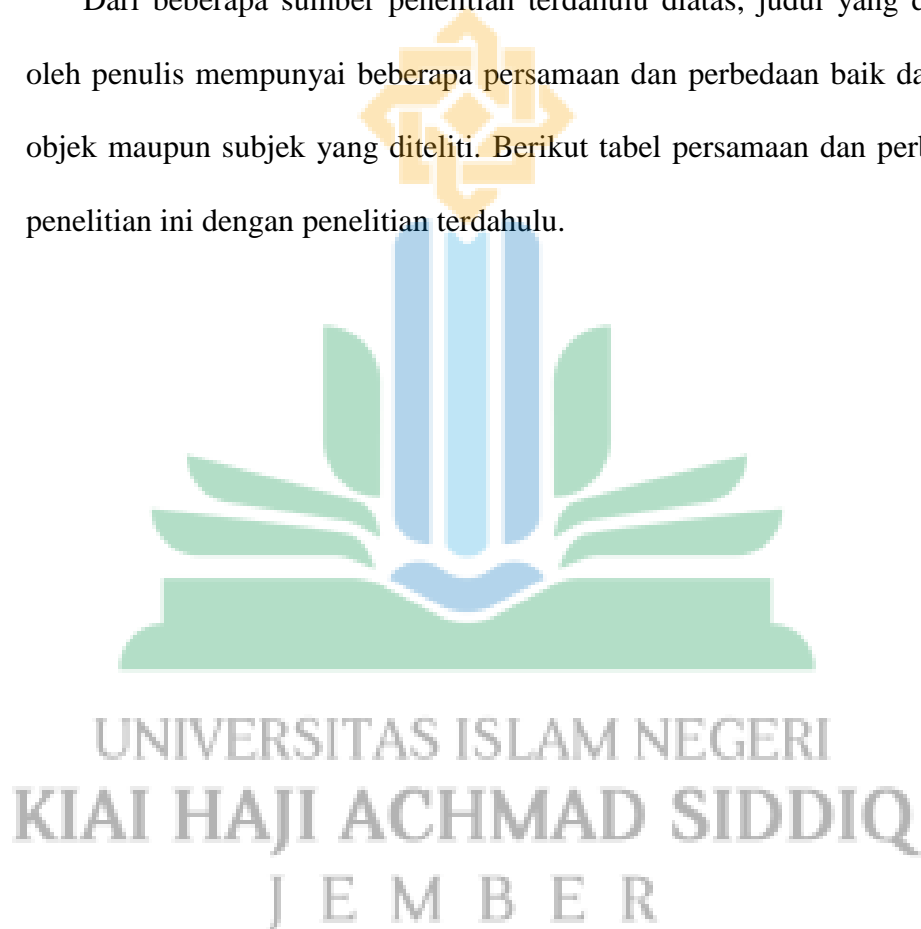 Dari beberapa sumber penelitian terdahulu diatas, judul yang
oleh penulis mempunyai beberapa persamaan dan perbedaan baik
objek maupun subjek yang diteliti. Berikut tabel persamaan dan
penelitian ini dengan penelitian terdahulu.
UNIVERSITAS ISLAM NEGERI
KIAI HAJI ACHMAD SIDDIQ
JEMBER